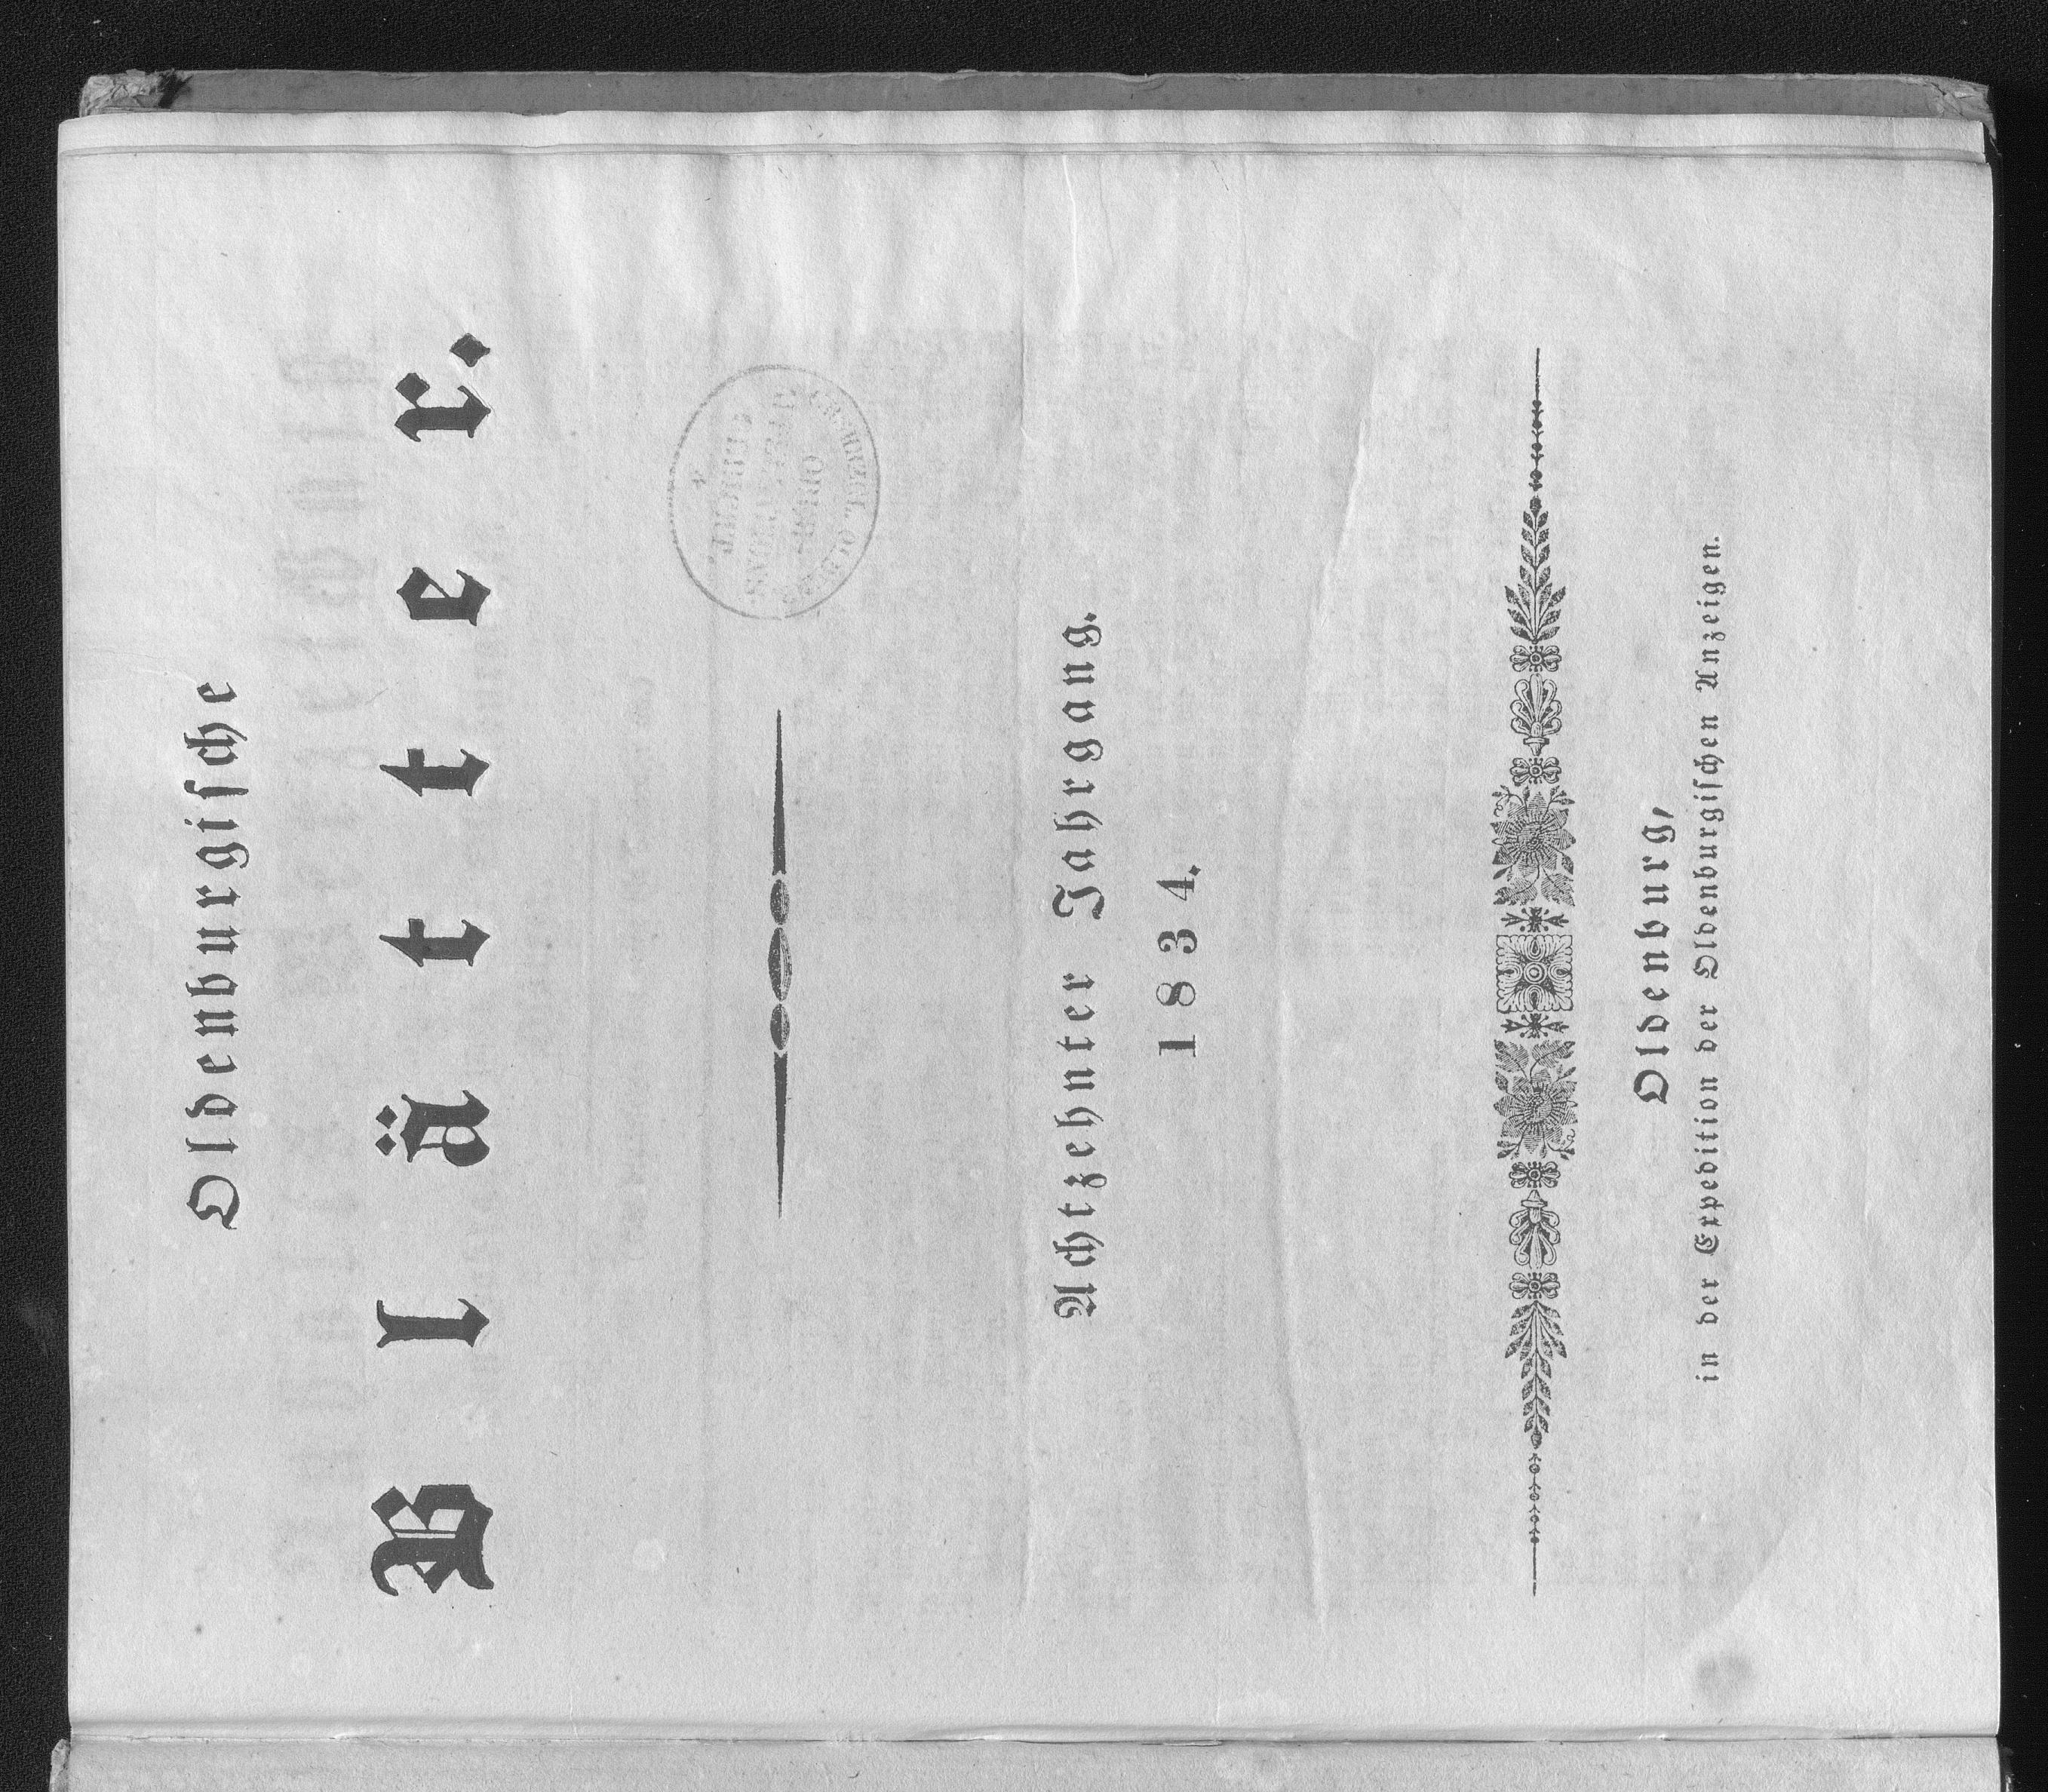 Oldenburgische
Blätter.
Achtzehnter Jahrgang.
1834.
Oldenburg,
in der Expedition der Oldenburgischen Anzeigen.